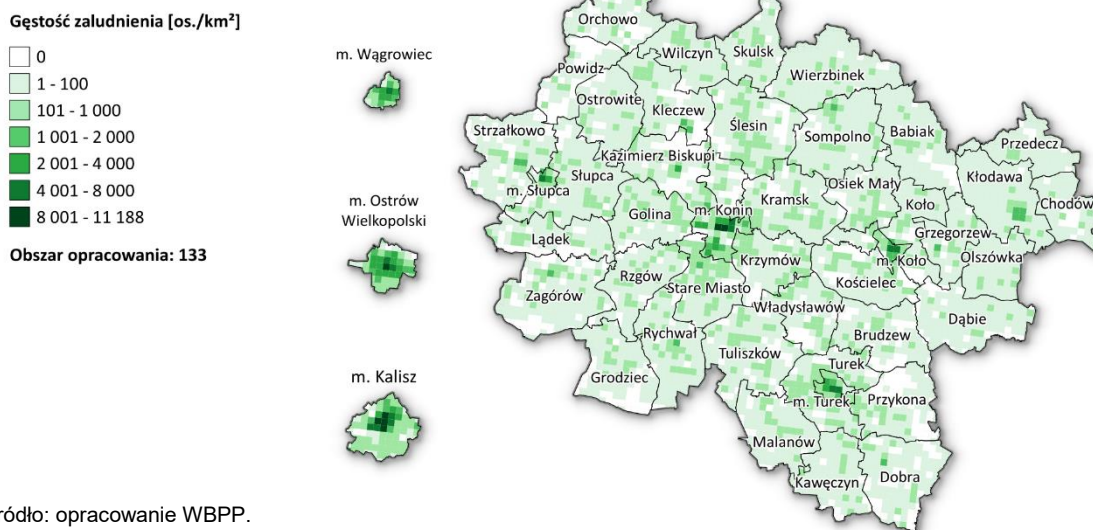 Gęstość zaludnienia [os./km²]
0
1 - 100
101 - 1 000
1 001 - 2 000
2 001 - 4 000
4 001 - 8 000
8 001 - 11 188
Obszar opracowania: 133
m. Wągrowiec
m. Ostrów
Wielkopolski
m. Kalisz
Orchowo
Wilczyn
Skulsk
Powidz
Wierzbinek
Ostrowite
Kleczew
Ślesin
Strzałkowo
Sompolno
Babiak
Przedecz
Kazimierz Biskupi
Słupca
m. Słupca
Osiek Mały
Kłodawa
Golina
m. Konin
Kramsk
Koło
Chodów
Lądek
Grzegorzew
Krzymów
m. Koło
Olszówka
Rzgów
Stare Miasto
Kościelec
Zagórów
Władysławów
Dąbie
Rychwał
Brudzew
Tuliszków
Turek
Grodziec
m. Turek
Przykona
Malanów
Kawęczyn
Dobra
ródło: opracowanie WBPP.